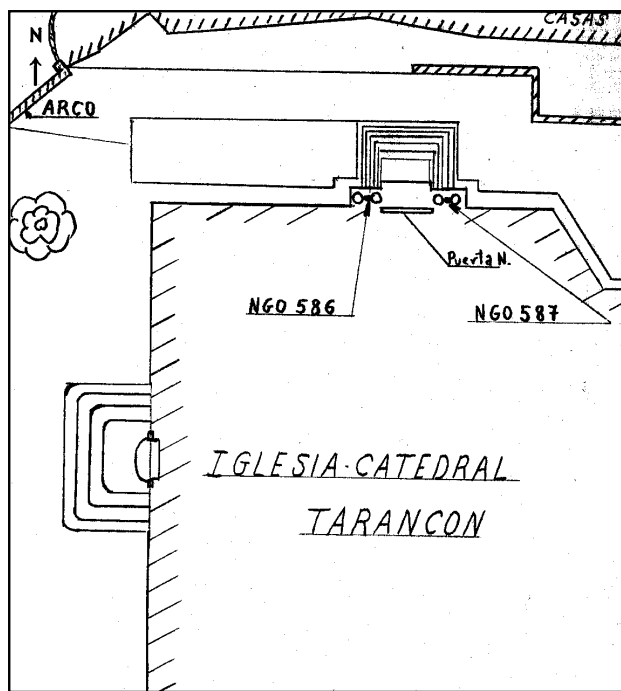 CASAS
N
ARCO
Puerta N.
NGO 586
NGO 587
IGLESIA-CATEDRAL
TARANCON